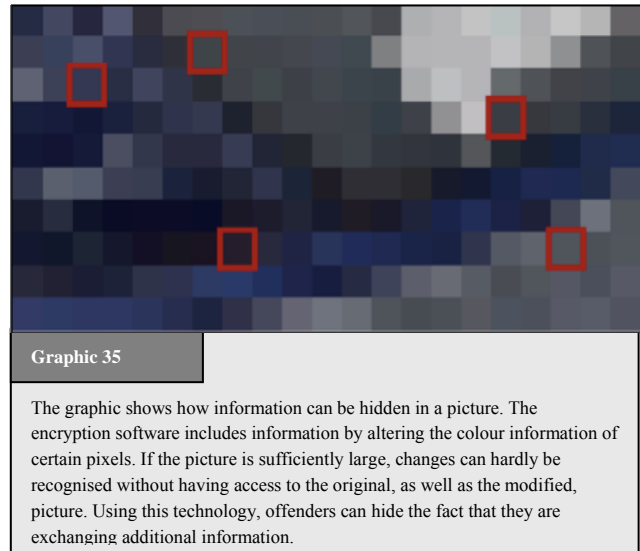 Graphic 35
The graphic shows how information can be hidden in a picture. The
encryption software includes information by altering the colour information of
certain pixels. If the picture is sufficiently large, changes can hardly be
recognised without having access to the original, as well as the modified,
picture. Using this technology, offenders can hide the fact that they are
exchanging additional information.